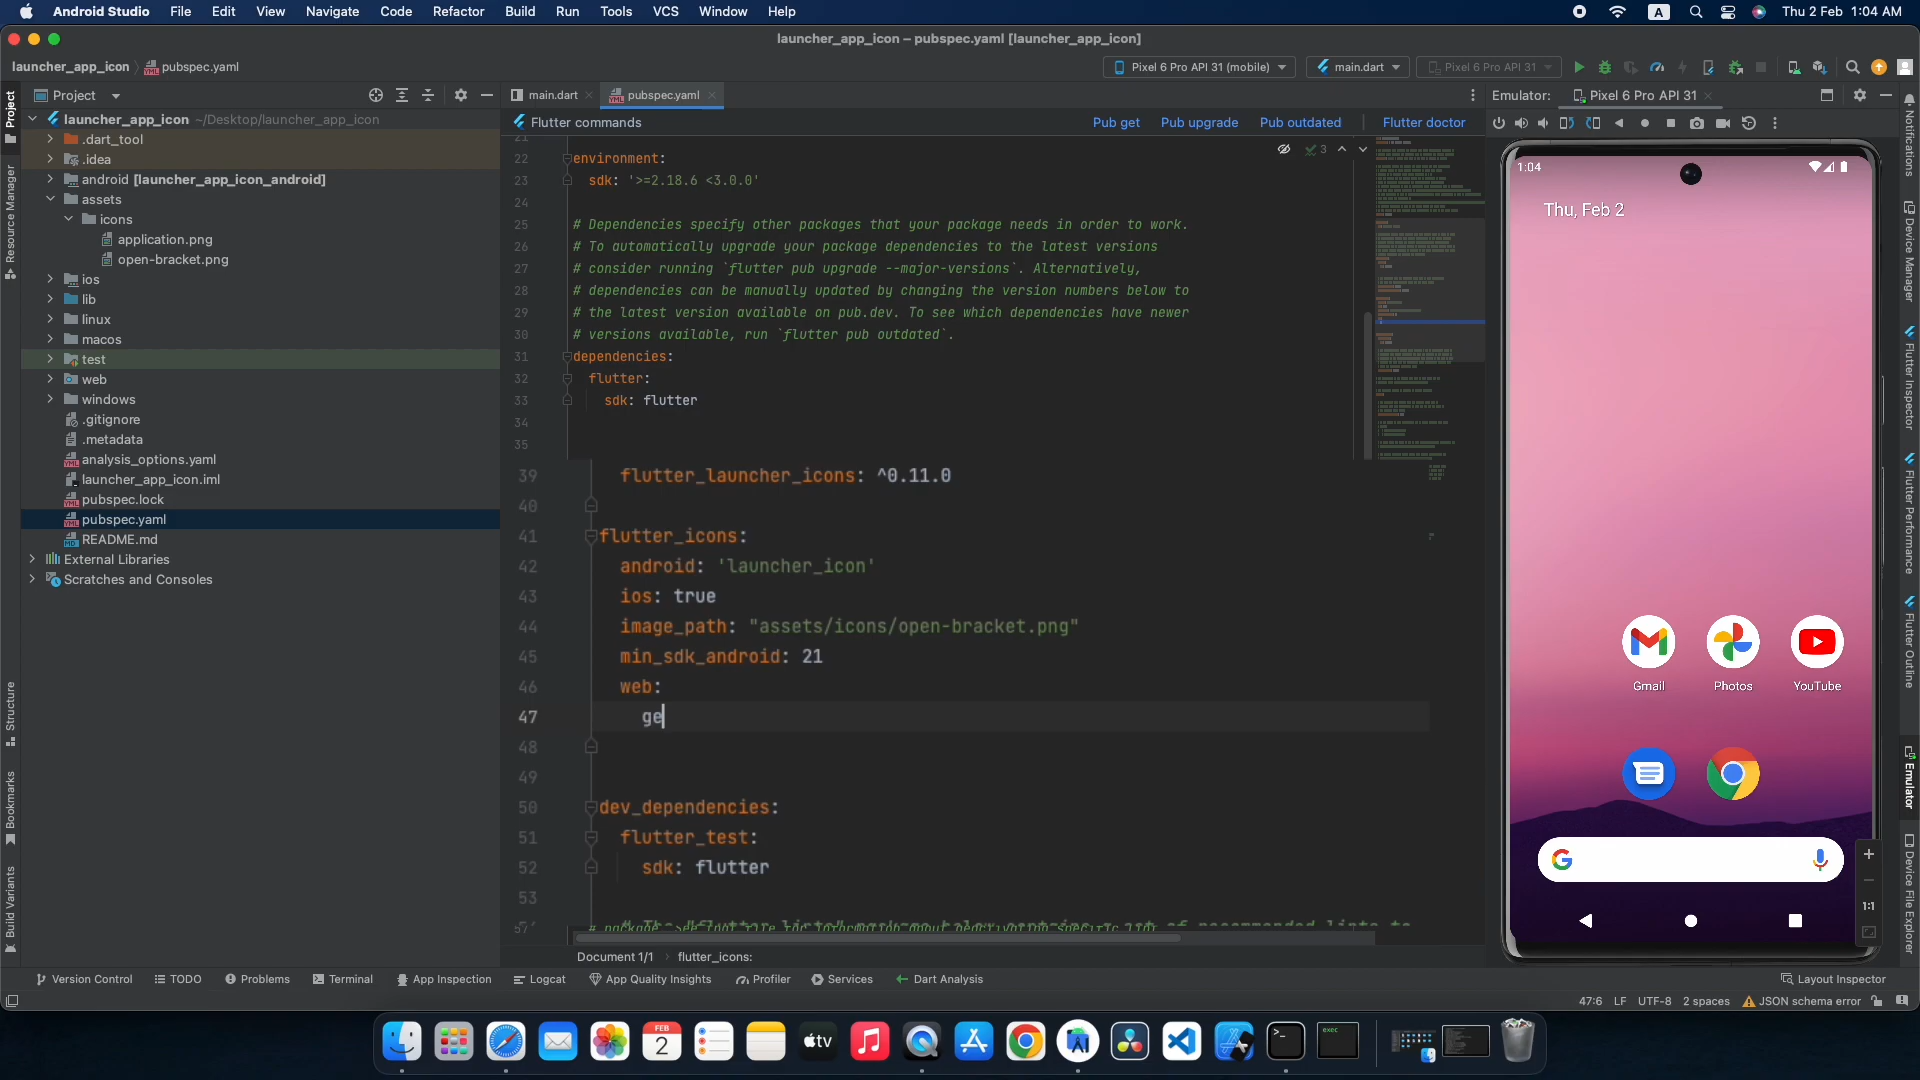 Android Studio File Edit View Navigate Code Refactor Build Run Tools VCS Window Help
A
Thu 2 Feb 1:04 AM
launcher_app_icon – pubspec.yaml [launcher_app_icon]
launcher_app_icon pubspec.yaml
Pixel 6 Pro API 31 (mobile)
main.dart
Pixel 6 Pro API 31
Project
main.dart
pubspec.yaml
Emulator:
Pixel 6 Pro API 31
launcher_app_icon ~/Desktop/launcher_app_icon
.dart_tool
.idea
android [launcher_app_icon_android]
assets
icons
application.png
open-bracket.png
ios
lib
linux
macos
test
web
windows
.gitignore
.metadata
analysis_options.yaml
launcher_app_icon.iml
pubspec.lock
pubspec.yaml
README.md
External Libraries
Scratches and Consoles
Project
Resource Manager
Structure
Bookmarks
Build Variants
Flutter commands
Pub get
Pub upgrade
Pub outdated
Flutter doctor
3
22 environment:
23 sdk: '>=2.18.6 <3.0.0'
24
25 # Dependencies specify other packages that your package needs in order to work.
26 # To automatically upgrade your package dependencies to the latest versions
27 # consider running `flutter pub upgrade --major-versions`. Alternatively,
28 # dependencies can be manually updated by changing the version numbers below to
29 # the latest version available on pub.dev. To see which dependencies have newer
30 # versions available, run `flutter pub outdated`.
31 dependencies:
32 flutter:
33 sdk: flutter
34
35
39 flutter_launcher_icons: ^0.11.0
40
41 flutter_icons:
42 android: 'launcher_icon'
43 ios: true
44 image_path: "assets/icons/open-bracket.png"
45 min_sdk_android: 21
46 web:
47 ge
48
49
50 dev_dependencies:
51 flutter_test:
52 sdk: flutter
53
Document 1/1 flutter_icons:
1:04
Thu, Feb 2
Gmail
Photos
YouTube
1:1
Notifications
Device Manager
Flutter Inspector
Flutter Performance
Flutter Outline
Emulator
Device File Explorer
Version Control
TODO
Problems
Terminal
App Inspection
Logcat
App Quality Insights
Profiler
Services
Dart Analysis
Layout Inspector
47:6 LF UTF-8 2 spaces JSON schema error
FEB
2
tv
exec